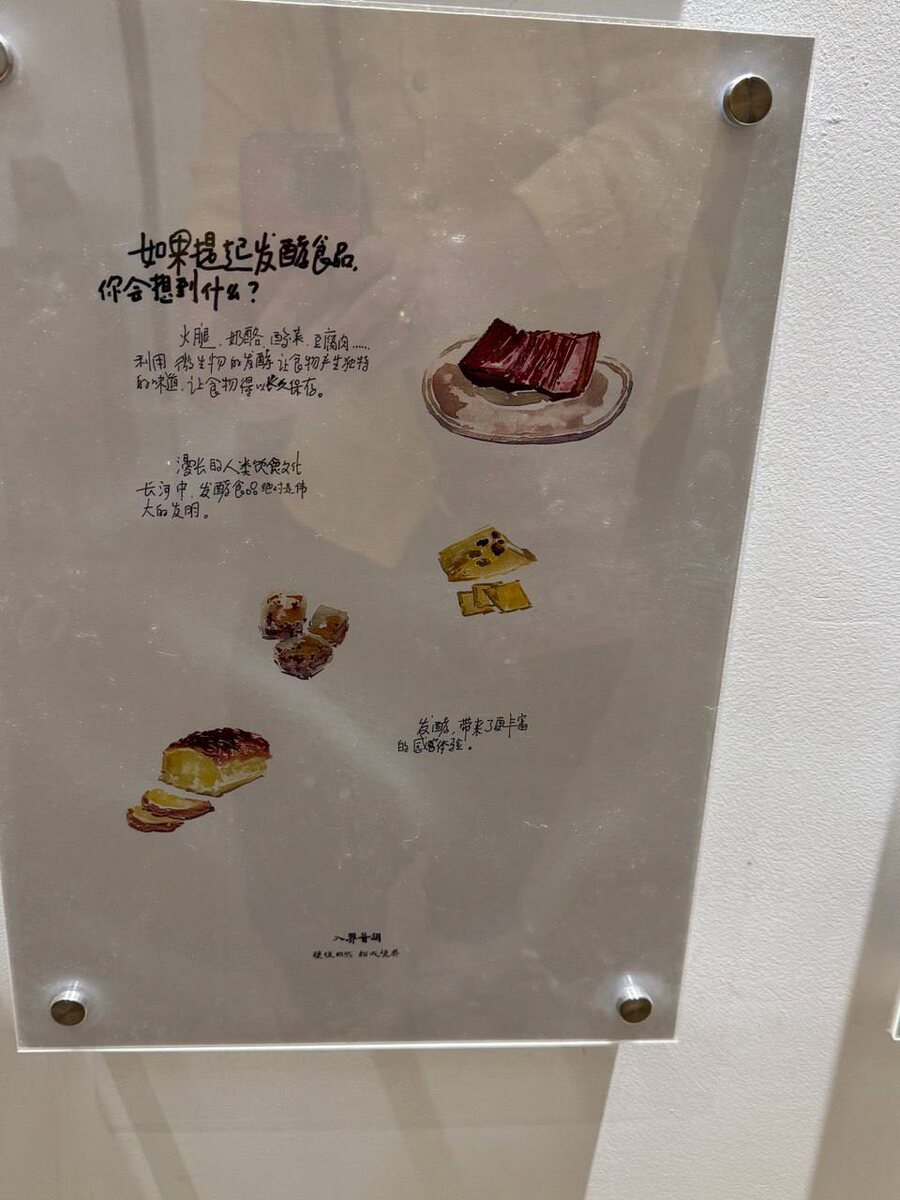 如果提起发酵食品,
你会想到什么?
火腿、奶酪、酸菜、豆腐肉......
利用微生物的发酵让食物产生独特
的味道,让食物得以长久保存。
漫长的人类饮食文化
长河中,发酵食品绝对是伟
大的发明。
发酵,带来了更丰富
的感官体验。